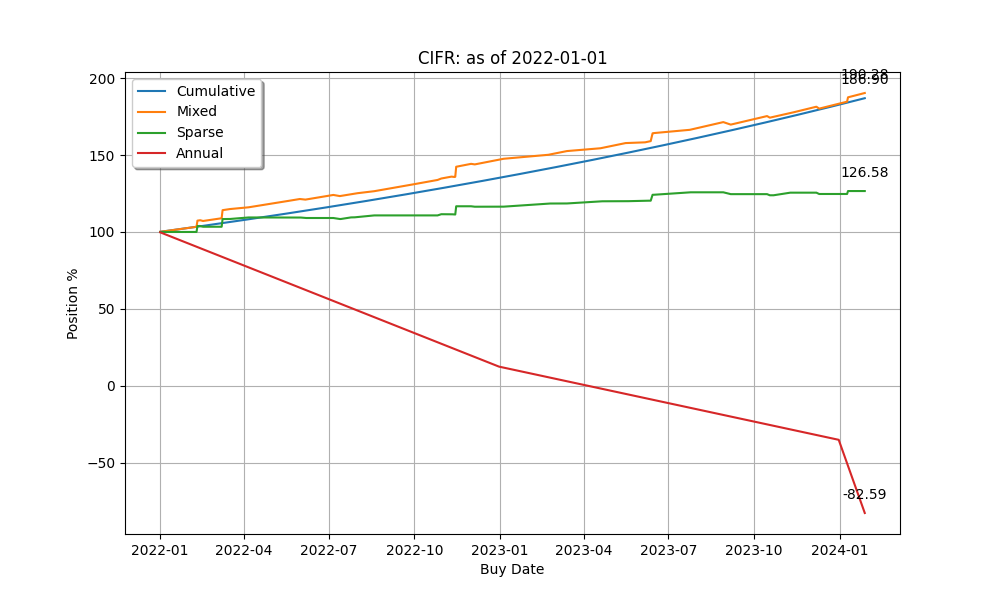 CIFR: as of 2022-01-01
Cumulative
Mixed
Sparse
Annual
200
150
100
50
0
−50
Position %
190.28
186.90
126.58
-82.59
2022-01
2022-04
2022-07
2022-10
2023-01
2023-04
2023-07
2023-10
2024-01
Buy Date